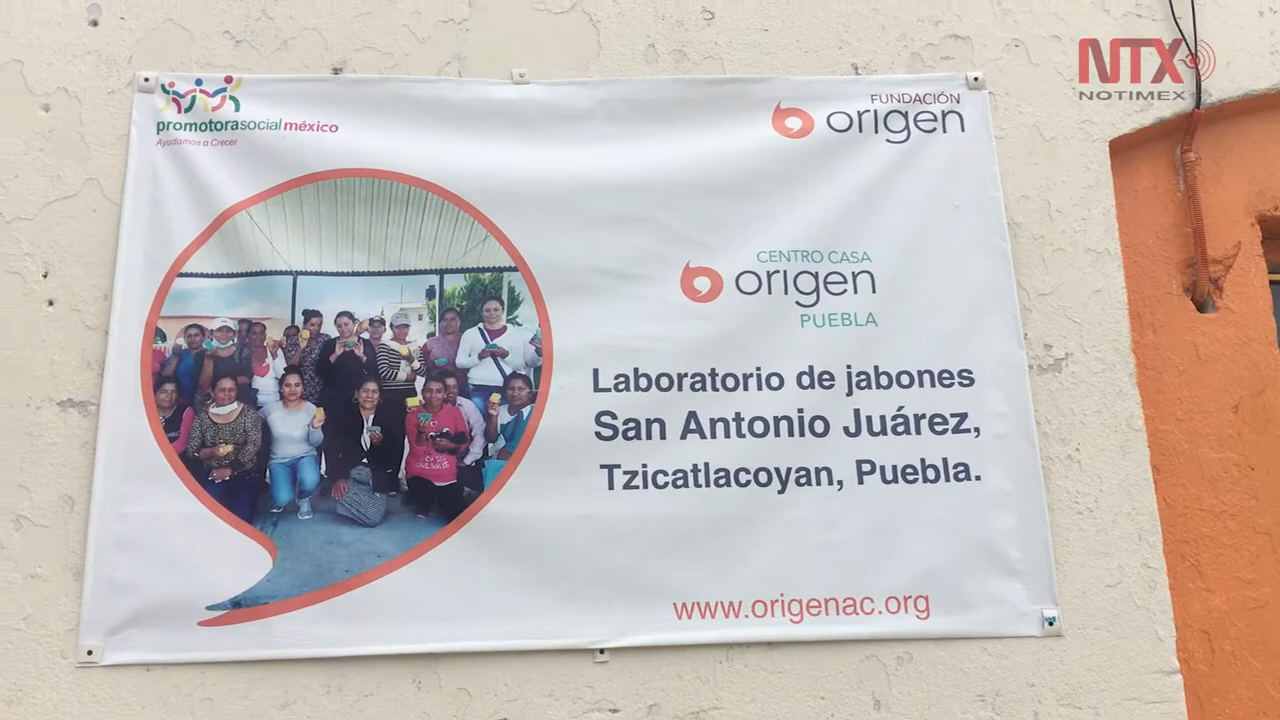 promotorasocialméxico
Ayudamos a Crecer
FUNDACIÓN
origen
NTX
NOTIMEX
CENTRO CASA
origen
PUEBLA
Laboratorio de jabones
San Antonio Juárez,
Tzicatlacoyan, Puebla.
www.origenac.org